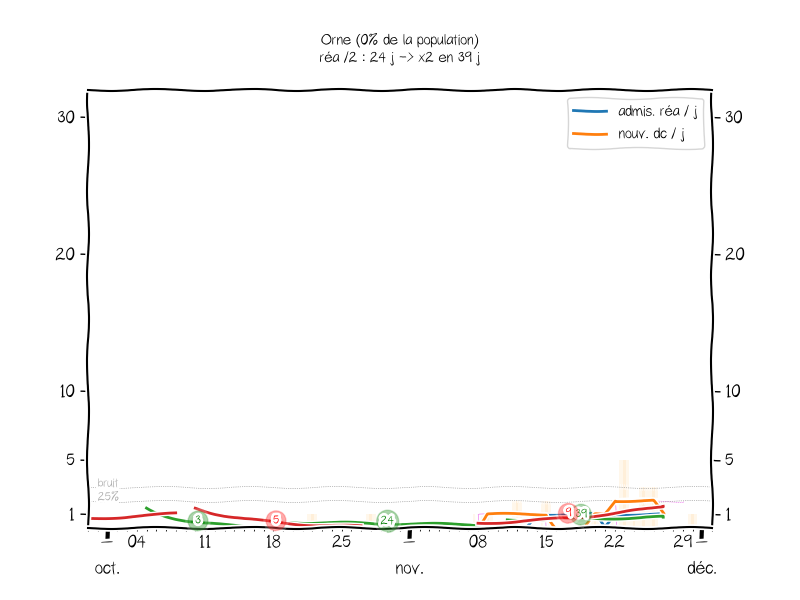 Orne (0% de la population)
réa /2 : 24 j -> x2 en 39 j
admis. réa / j
nouv. dc / j
30 30
20 20
10 10
5 5
bruit
25%
1 1
3 5 24 9 39
04 11 18 25 08 15 22 29
oct. nov. déc.